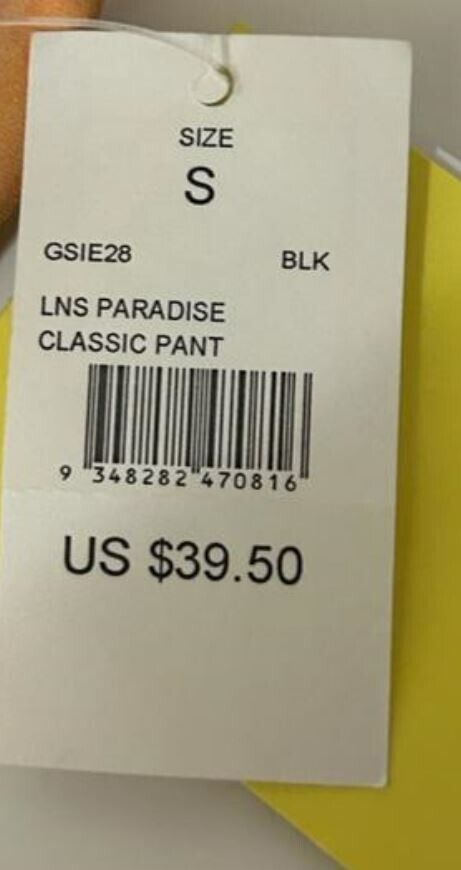 SIZE
S
GSIE28 BLK
LNS PARADISE
CLASSIC PANT
9 348282 470816
US $39.50